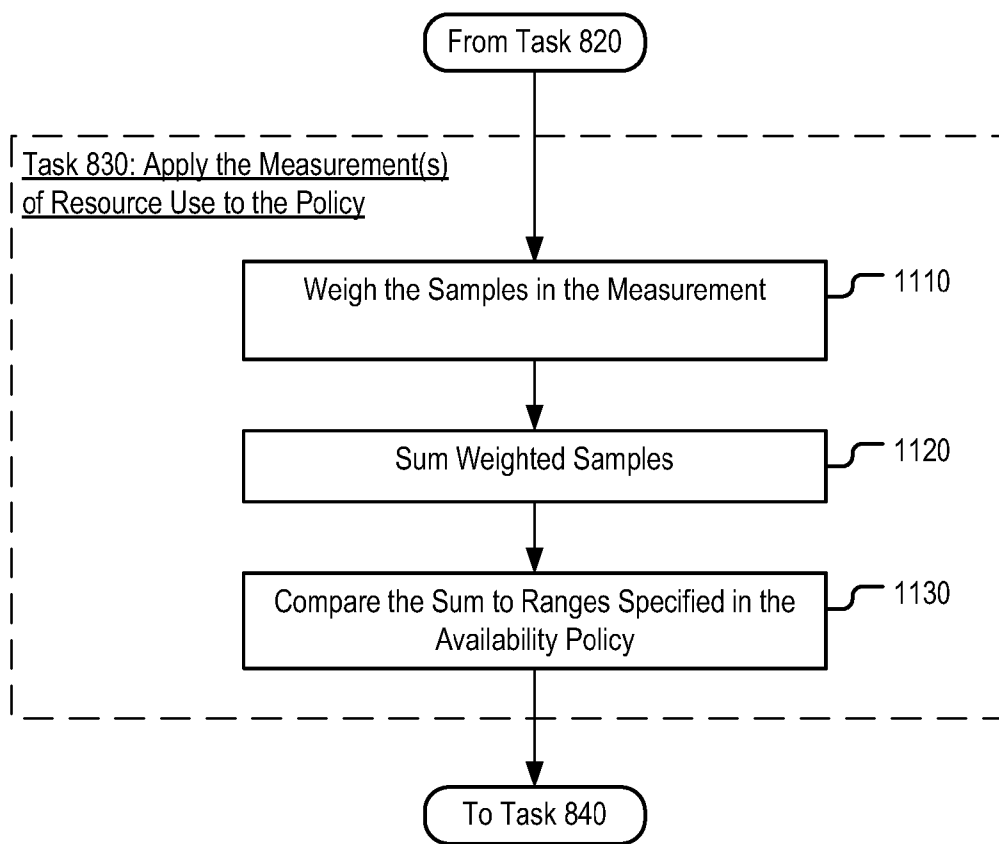 From Task 820
Task 830: Apply the Measurement(s)
of Resource Use to the Policy
Weigh the Samples in the Measurement
1110
Sum Weighted Samples
1120
Compare the Sum to Ranges Specified in the
Availability Policy
1130
To Task 840